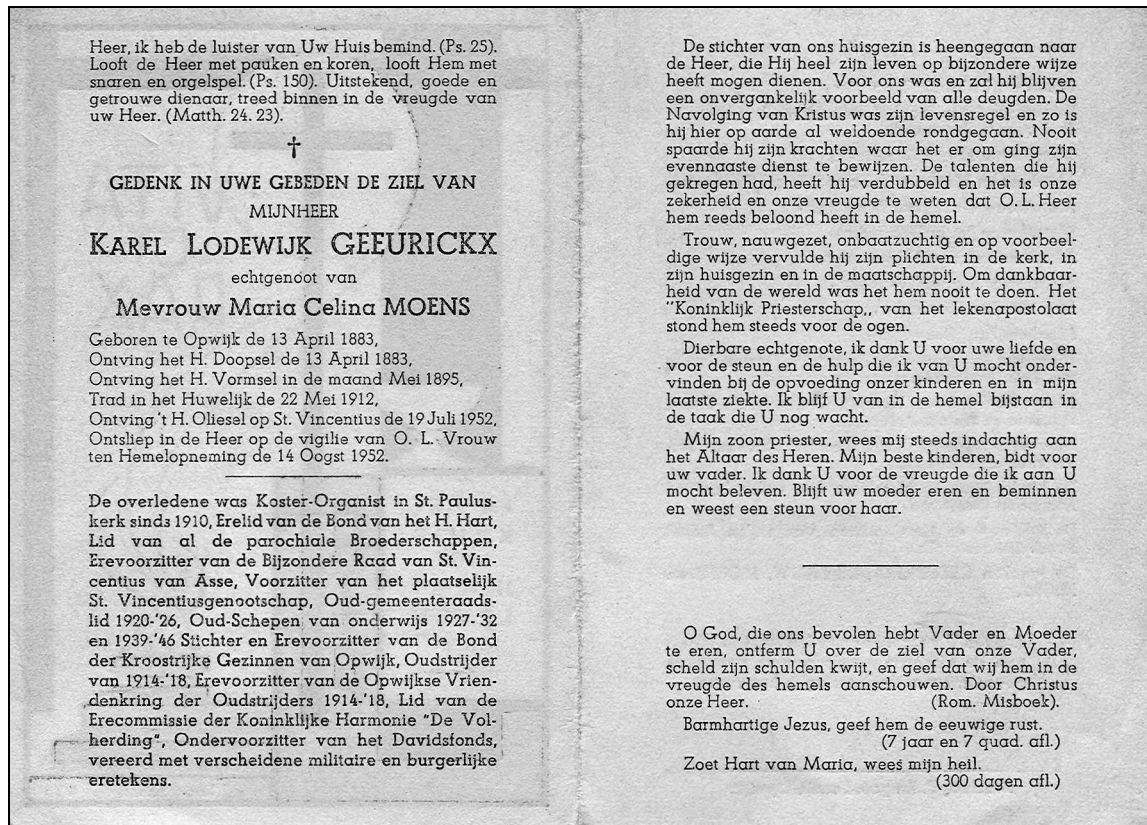 Heer, ik heb de luister van Uw Huis bemind. (Ps. 25).
Looft de Heer met pauken en koren, looft Hem met
snaren en orgelspel. (Ps. 150). Uitstekend, goede en
getrouwe dienaar, treed binnen in de vreugde van
uw Heer. (Matth. 24. 23).
†
GEDENK IN UWE GEBEDEN DE ZIEL VAN
MIJNHEER
KAREL LODEWIJK GEEURICKX
echtgenoot van
Mevrouw Maria Celina MOENS
Geboren te Opwijk de 13 April 1883,
Ontving het H. Doopsel de 13 April 1883,
Ontving het H. Vormsel in de maand Mei 1895,
Trad in het Huwelijk de 22 Mei 1912,
Ontving 't H. Oliesel op St. Vincentius de 19 Juli 1952,
Ontsliep in de Heer op de vigilie van O. L. Vrouw
ten Hemelopneming de 14 Oogst 1952.
De overledene was Koster-Organist in St. Paulus-
kerk sinds 1910, Erelid van de Bond van het H. Hart,
Lid van al de parochiale Broederschappen,
Erevoorzitter van de Bijzondere Raad van St. Vin-
centius van Asse, Voorzitter van het plaatselijk
St. Vincentiusgenootschap, Oud-gemeenteraads-
lid 1920-'26, Oud-Schepen van onderwijs 1927-'32
en 1939-'46 Stichter en Erevoorzitter van de Bond
der Kroostrijke Gezinnen van Opwijk, Oudstrijder
van 1914-'18, Erevoorzitter van de Opwijkse Vrien-
denkring der Oudstrijders 1914-'18, Lid van de
Erecommissie der Koninklijke Harmonie "De Vol-
herding", Ondervoorzitter van het Davidsfonds,
vereerd met verscheidene militaire en burgerlijke
eretekens.
De stichter van ons huisgezin is heengegaan naar
de Heer, die Hij heel zijn leven op bijzondere wijze
heeft mogen dienen. Voor ons was en zal hij blijven
een onvergankelijk voorbeeld van alle deugden. De
Navolging van Kristus was zijn levensregel en zo is
hij hier op aarde al weldoende rondgegaan. Nooit
spaarde hij zijn krachten waar het er om ging zijn
evennaaste dienst te bewijzen. De talenten die hij
gekregen had, heeft hij verdubbeld en het is onze
zekerheid en onze vreugde te weten dat O. L. Heer
hem reeds beloond heeft in de hemel.
Trouw, nauwgezet, onbaatzuchtig en op voorbeel-
dige wijze vervulde hij zijn plichten in de kerk, in
zijn huisgezin en in de maatschappij. Om dankbaar-
heid van de wereld was het hem nooit te doen. Het
"Koninklijk Priesterschap,, van het lekenapostolaat
stond hem steeds voor de ogen.
Dierbare echtgenote, ik dank U voor uwe liefde en
voor de steun en de hulp die ik van U mocht onder-
vinden bij de opvoeding onzer kinderen en in mijn
laatste ziekte. Ik blijf U van in de hemel bijstaan in
de taak die U nog wacht.
Mijn zoon priester, wees mij steeds indachtig aan
het Altaar des Heren. Mijn beste kinderen, bidt voor
uw vader. Ik dank U voor de vreugde die ik aan U
mocht beleven. Blijft uw moeder eren en beminnen
en weest een steun voor haar.
O God, die ons bevolen hebt Vader en Moeder
te eren, ontferm U over de ziel van onze Vader,
scheld zijn schulden kwijt, en geef dat wij hem in de
vreugde des hemels aanschouwen. Door Christus
onze Heer. (Rom. Misboek).
Barmhartige Jezus, geef hem de eeuwige rust.
(7 jaar en 7 quad. afl.)
Zoet Hart van Maria, wees mijn heil.
(300 dagen afl.)